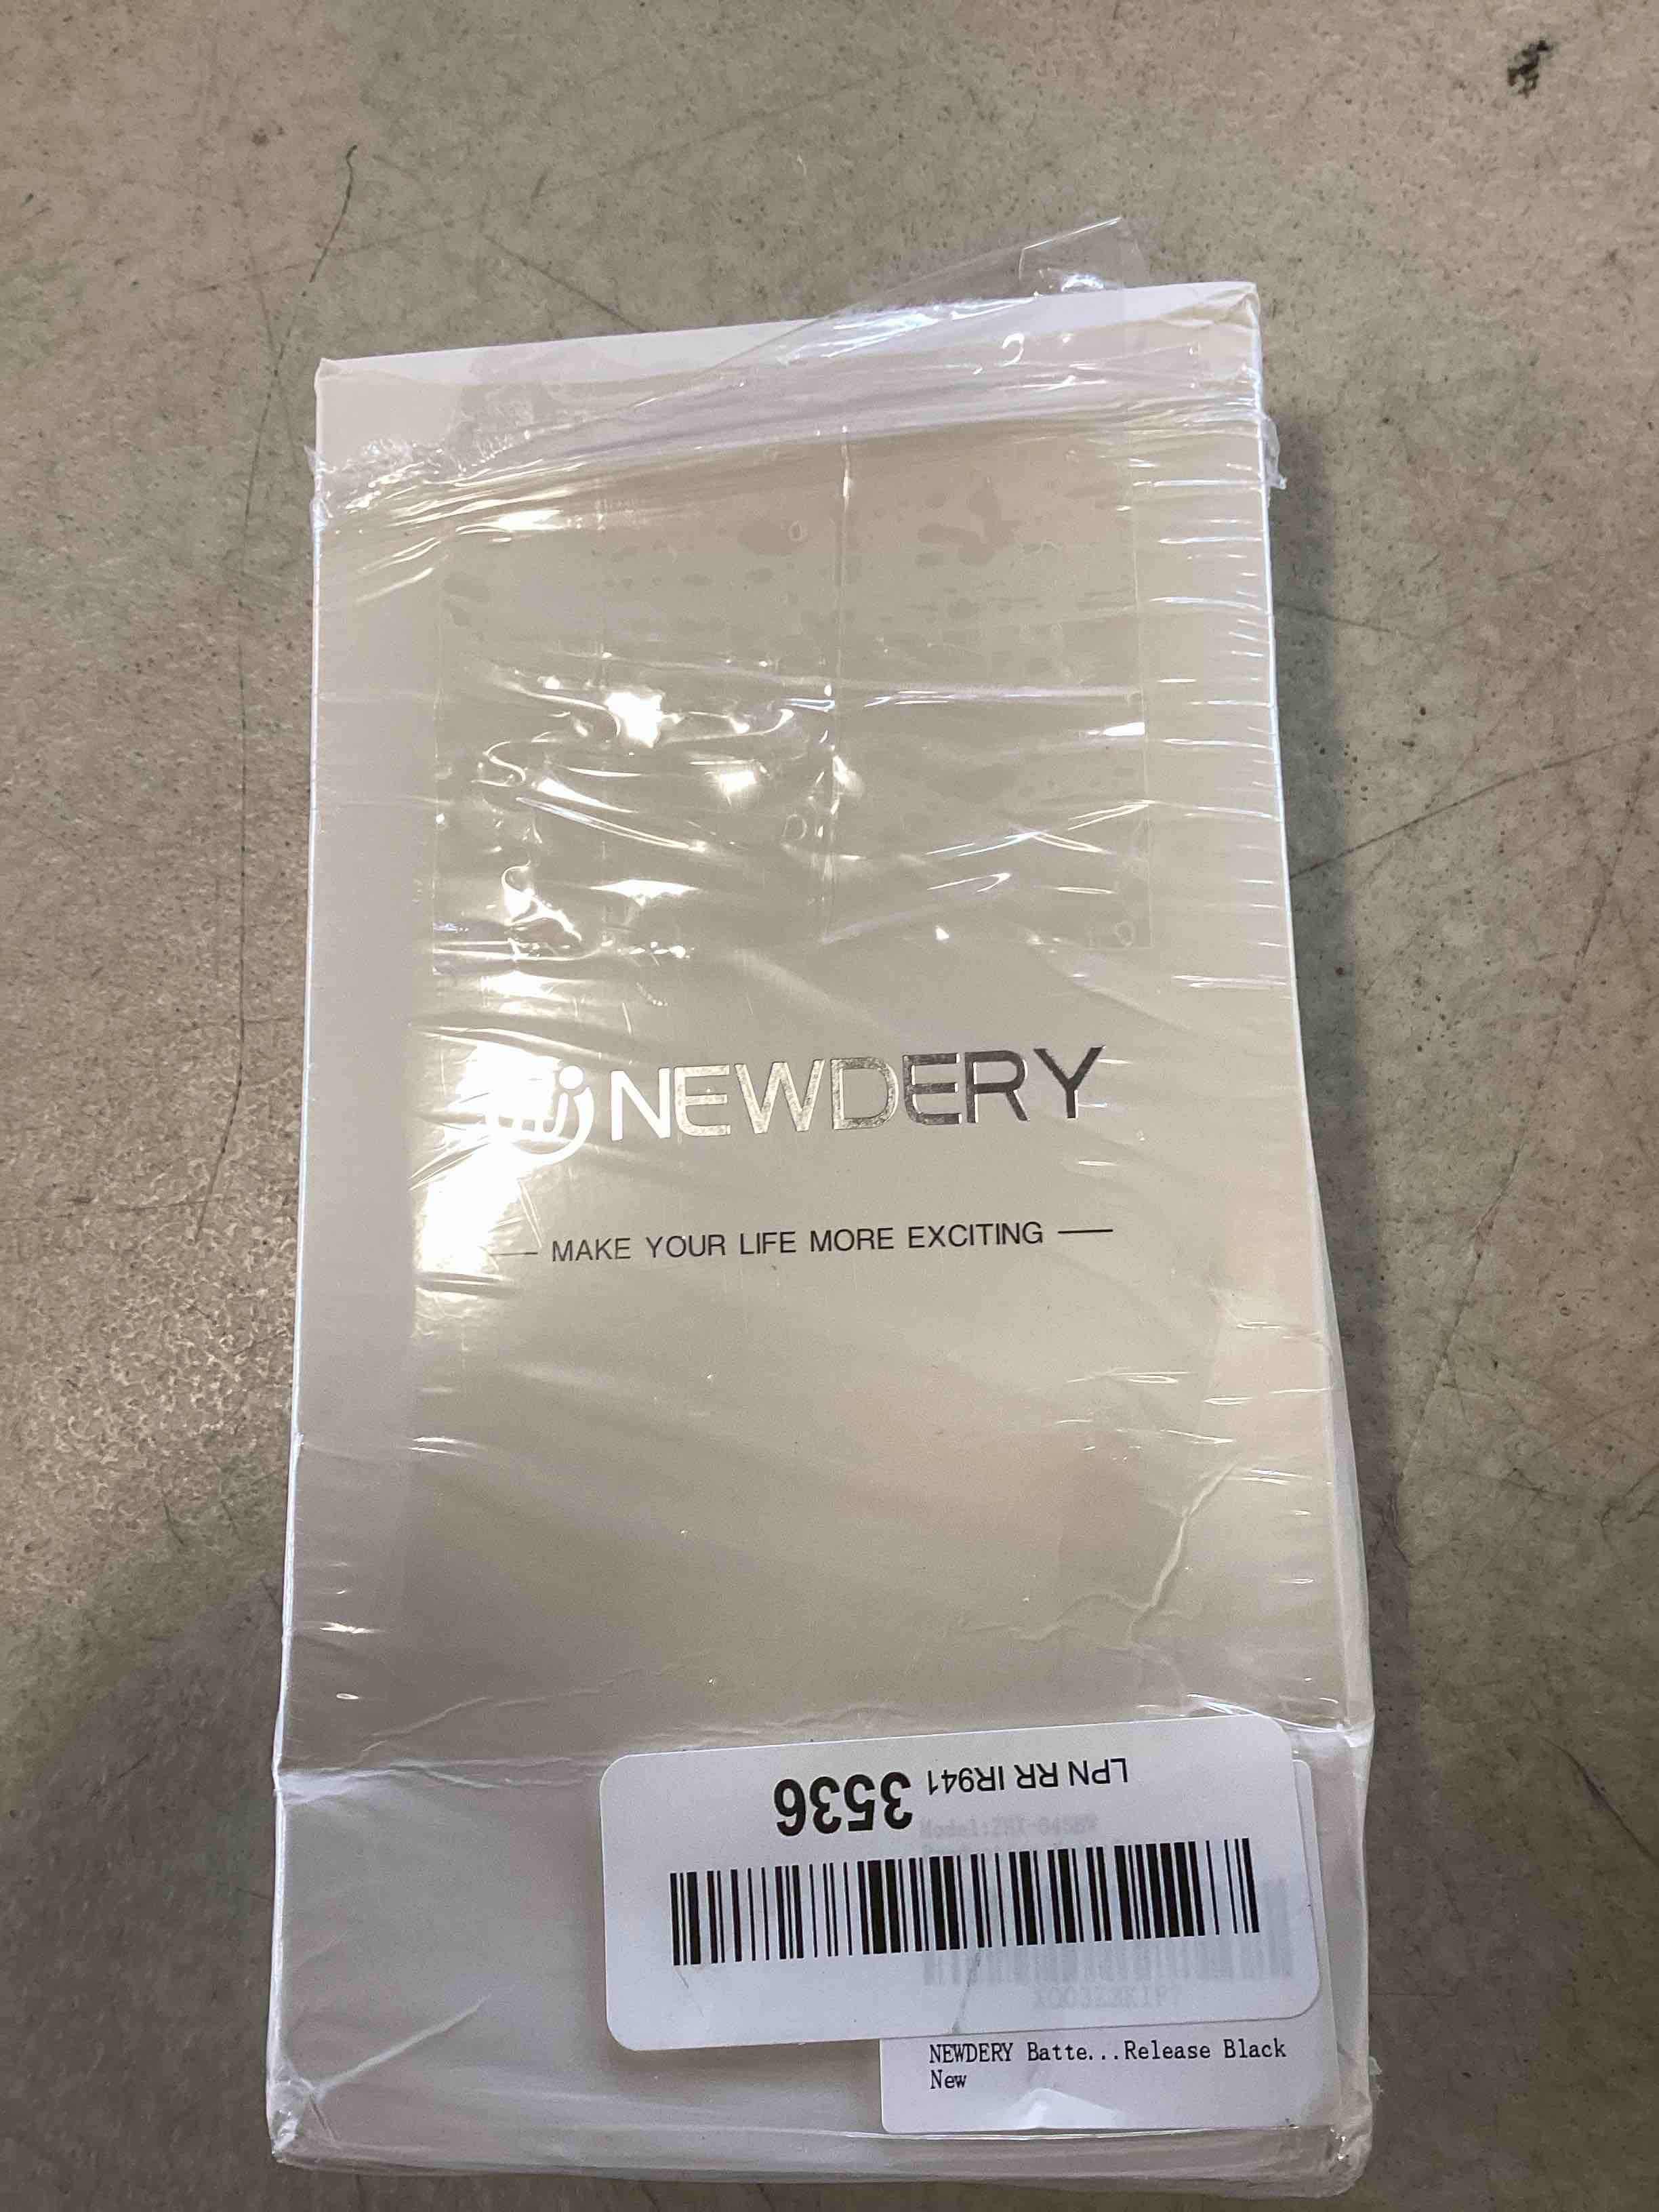 NEWDERY
MAKE YOUR LIFE MORE EXCITING
LPN RR IR941 3536
NEWDERY Batte...Release Black
New